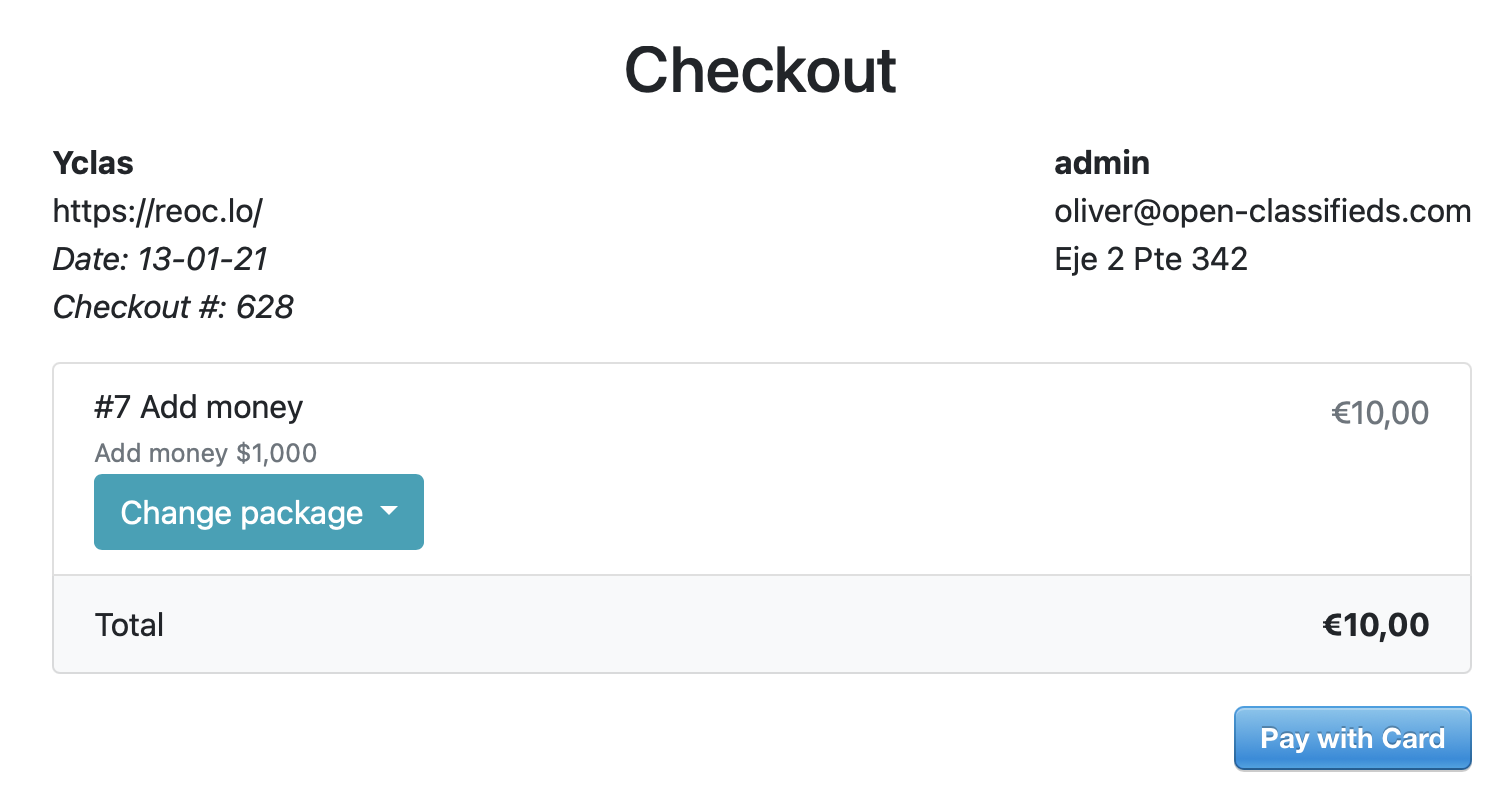 Checkout
Yclas
https://reoc.lo/
Date: 13-01-21
Checkout #: 628
admin
oliver@open-classifieds.com
Eje 2 Pte 342
#7 Add money
€10,00
Add money $1,000
Change package
Total
€10,00
Pay with Card